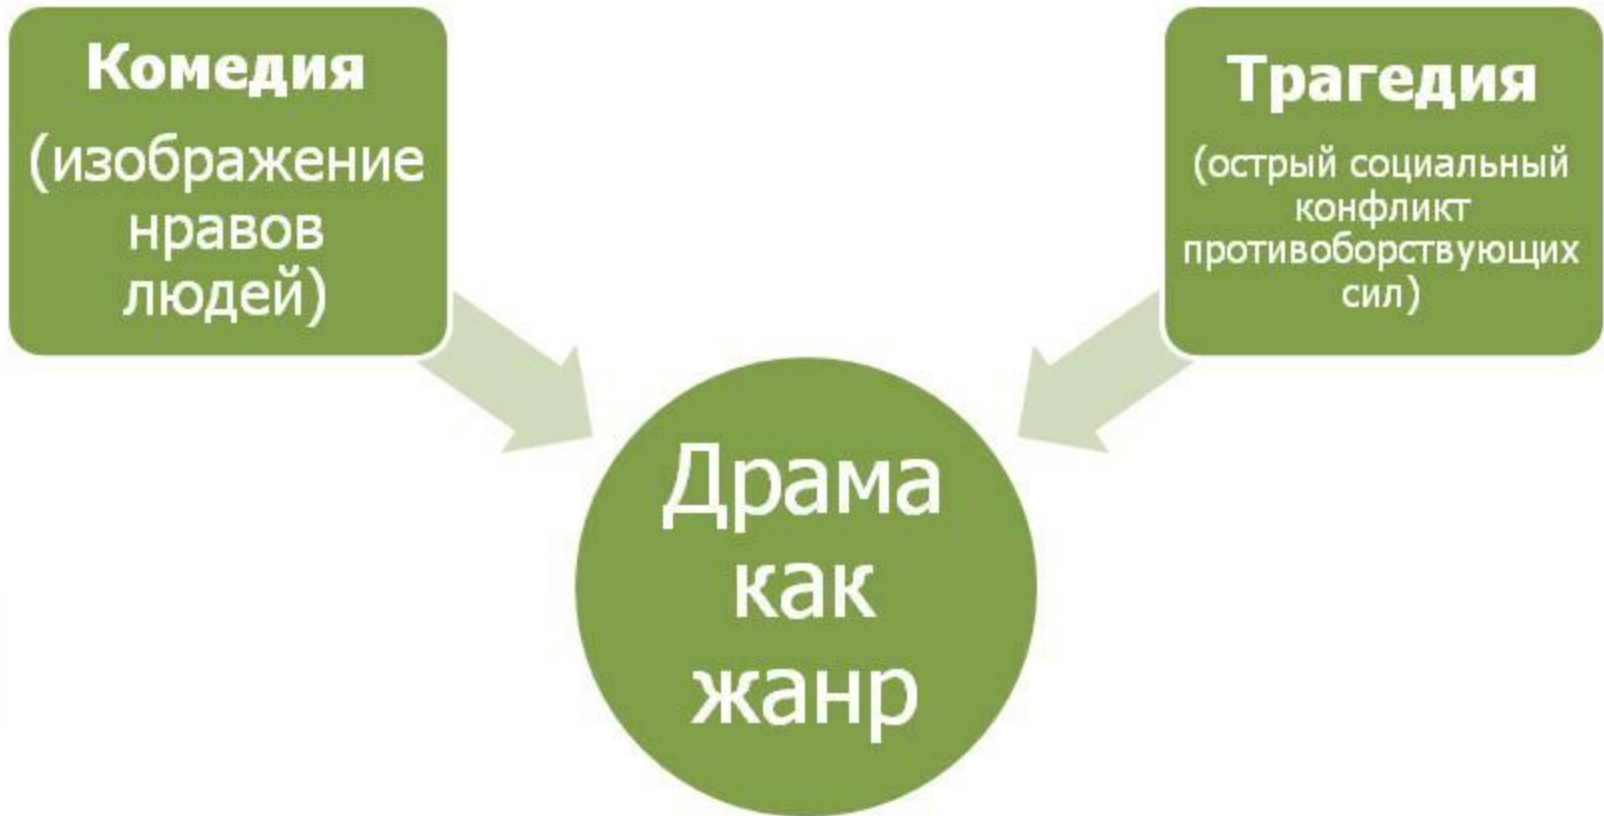 Комедия
(изображение
нравов
людей)
Трагедия
(острый социальный
конфликт
противоборствующих
сил)
Драма
как
жанр